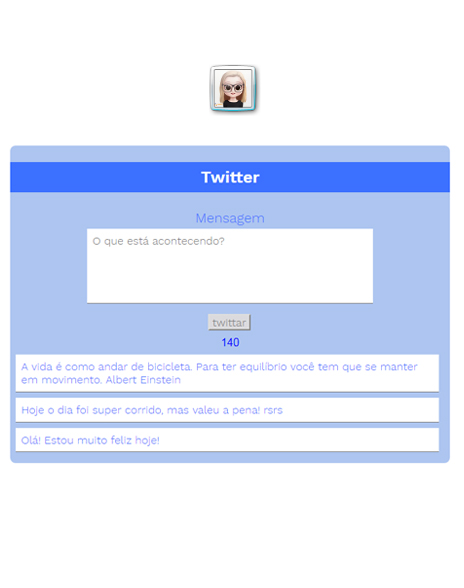 Twitter
Mensagem
O que está acontecendo?
twittar
140
A vida é como andar de bicicleta. Para ter equilíbrio você tem que se manter
em movimento. Albert Einstein
Hoje o dia foi super corrido, mas valeu a pena! rsrs
Olá! Estou muito feliz hoje!